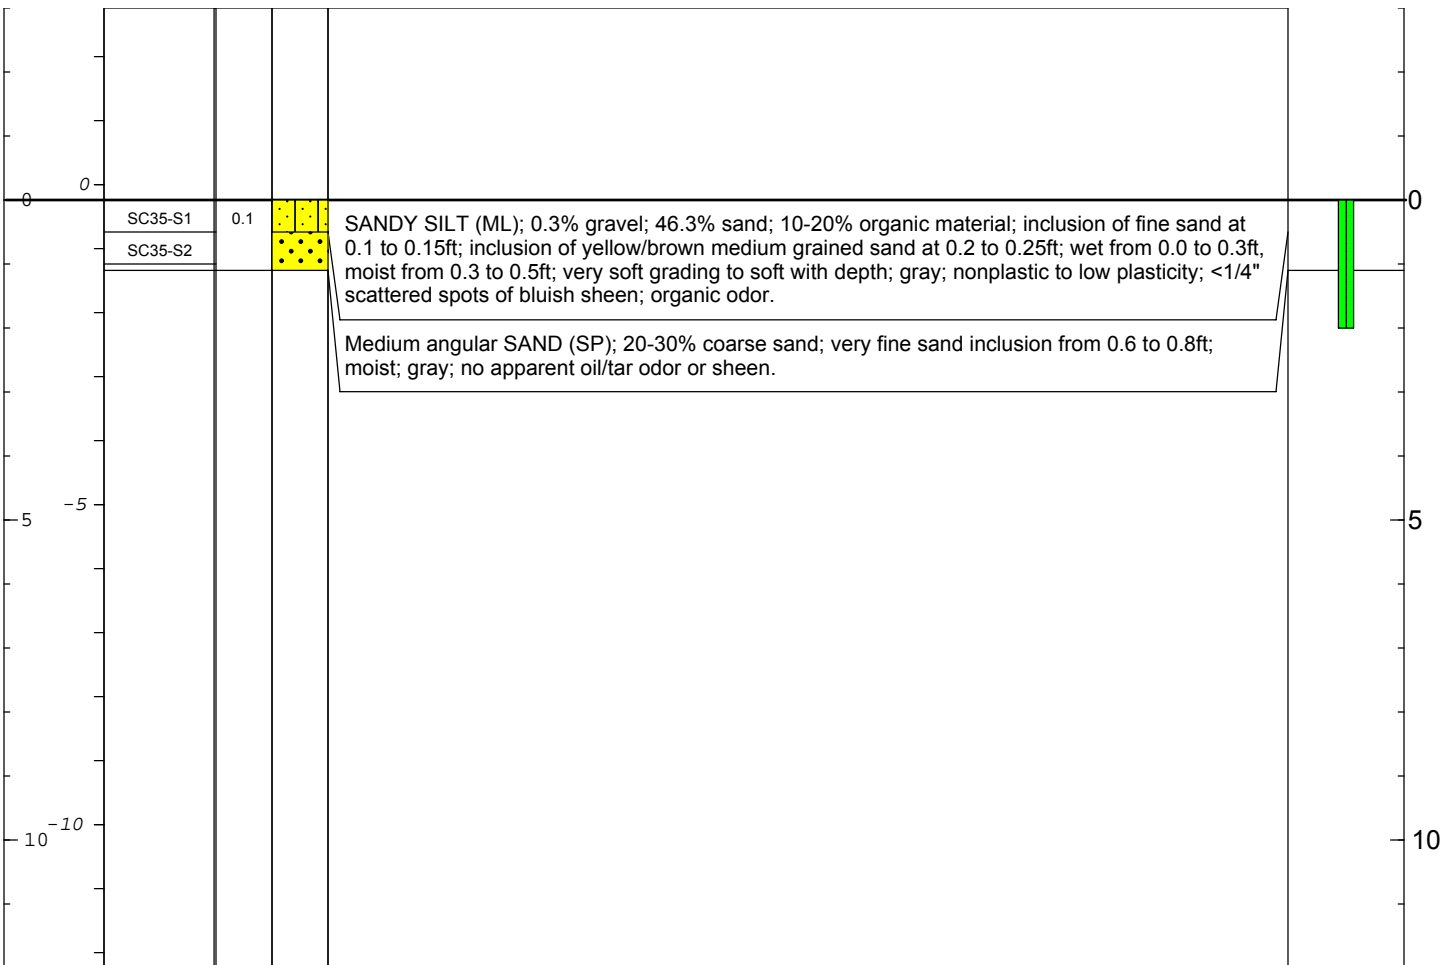 0
0
0
SC35-S1
0.1
SC35-S2
SANDY SILT (ML); 0.3% gravel; 46.3% sand; 10-20% organic material; inclusion of fine sand at
0.1 to 0.15ft; inclusion of yellow/brown medium grained sand at 0.2 to 0.25ft; wet from 0.0 to 0.3ft,
moist from 0.3 to 0.5ft; very soft grading to soft with depth; gray; nonplastic to low plasticity; <1/4"
scattered spots of bluish sheen; organic odor.
Medium angular SAND (SP); 20-30% coarse sand; very fine sand inclusion from 0.6 to 0.8ft;
moist; gray; no apparent oil/tar odor or sheen.
-5
5
5
-10
10
10